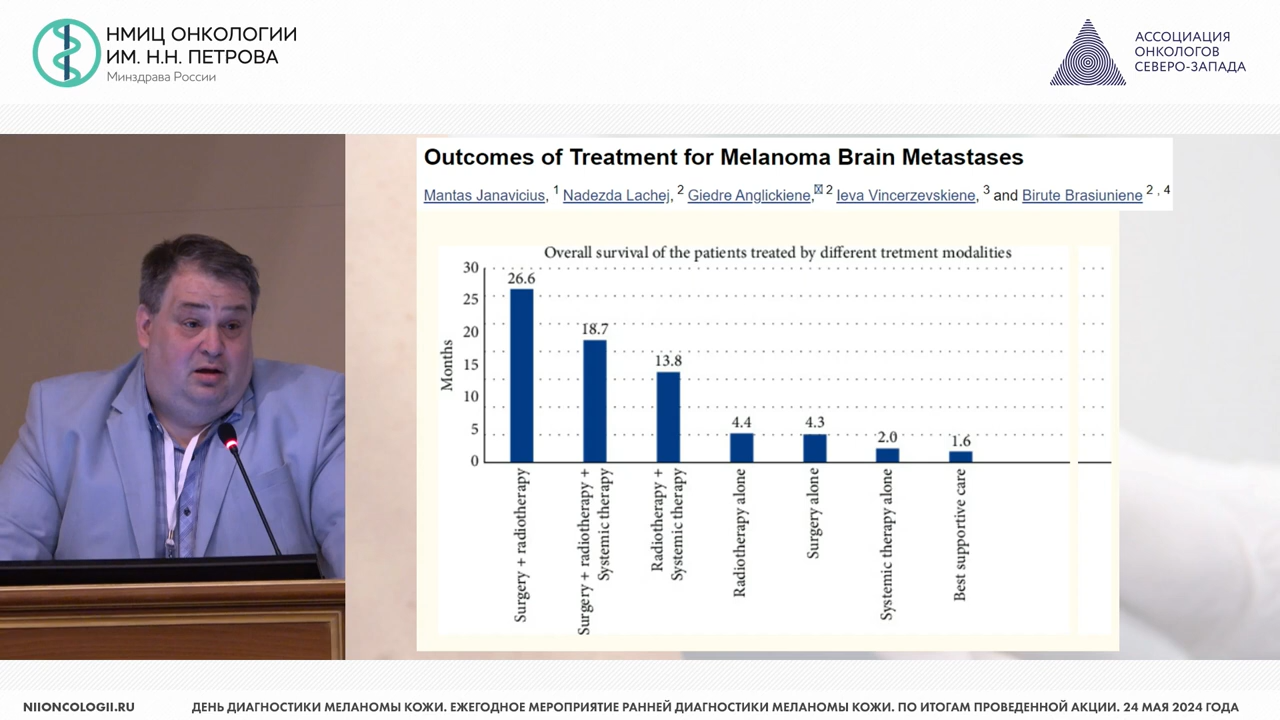 НМИЦ ОНКОЛОГИИ
ИМ. Н.Н. ПЕТРОВА
Минздрава России
АССОЦИАЦИЯ
ОНКОЛОГОВ
СЕВЕРО-ЗАПАДА
Outcomes of Treatment for Melanoma Brain Metastases
Mantas Janavicius, 1 Nadezda Lachej, 2 Giedre Anglickiene, 2 Ieva Vincerzevskiene, 3 and Birute Brasiuniene 2 , 4
Overall survival of the patients treated by different tretment modalities
Months
30
25
20
15
10
5
0
26.6
18.7
13.8
4.4
4.3
2.0
1.6
Surgery + radiotherapy
Surgery + radiotherapy +
Systemic therapy
Radiotherapy +
Systemic therapy
Radiotherapy alone
Surgery alone
Systemic therapy alone
Best supportive care
NIIONCOLOGII.RU
ДЕНЬ ДИАГНОСТИКИ МЕЛАНОМЫ КОЖИ. ЕЖЕГОДНОЕ МЕРОПРИЯТИЕ РАННЕЙ ДИАГНОСТИКИ МЕЛАНОМЫ КОЖИ. ПО ИТОГАМ ПРОВЕДЕННОЙ АКЦИИ. 24 МАЯ 2024 ГОДА